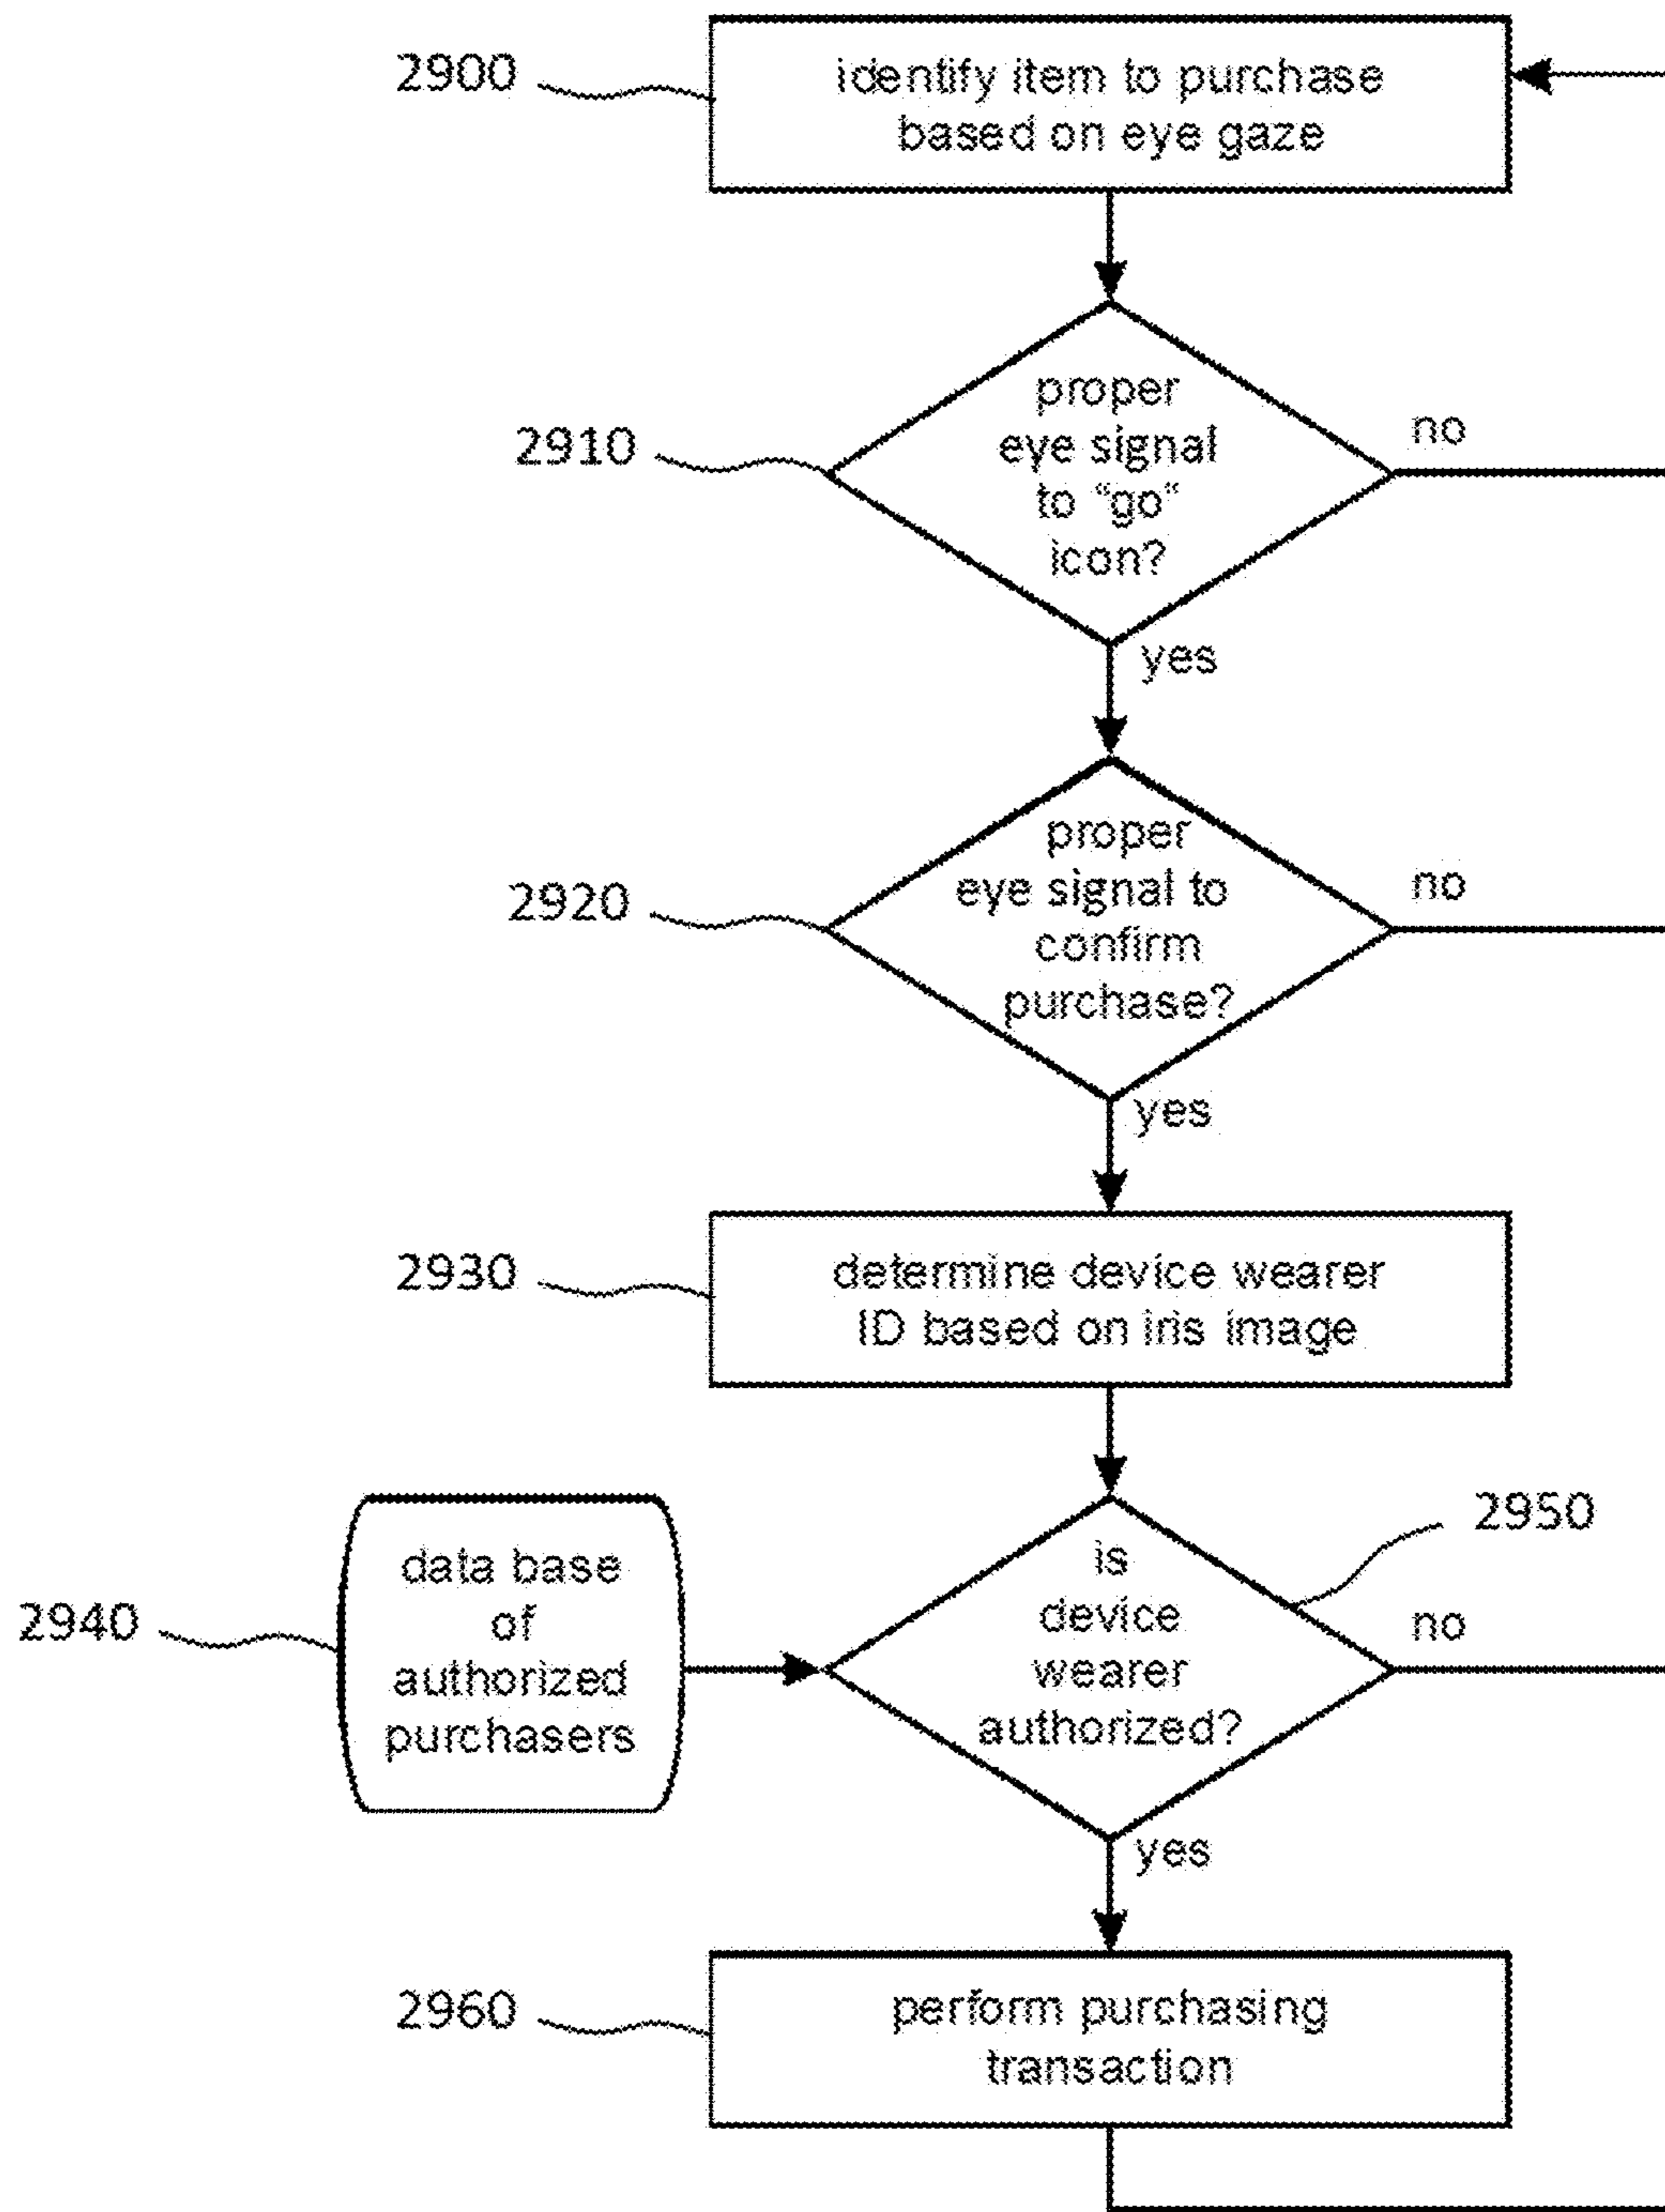 2900
identify item to purchase
based on eye gaze
2910
proper
eye signal
to “go“
icon?
no
yes
2920
proper
eye signal to
confirm
purchase?
no
yes
2930
determine device wearer
ID based on iris image
2940
data base
of
authorized
purchasers
2950
is
device
wearer
authorized?
no
yes
2960
perform purchasing
transaction